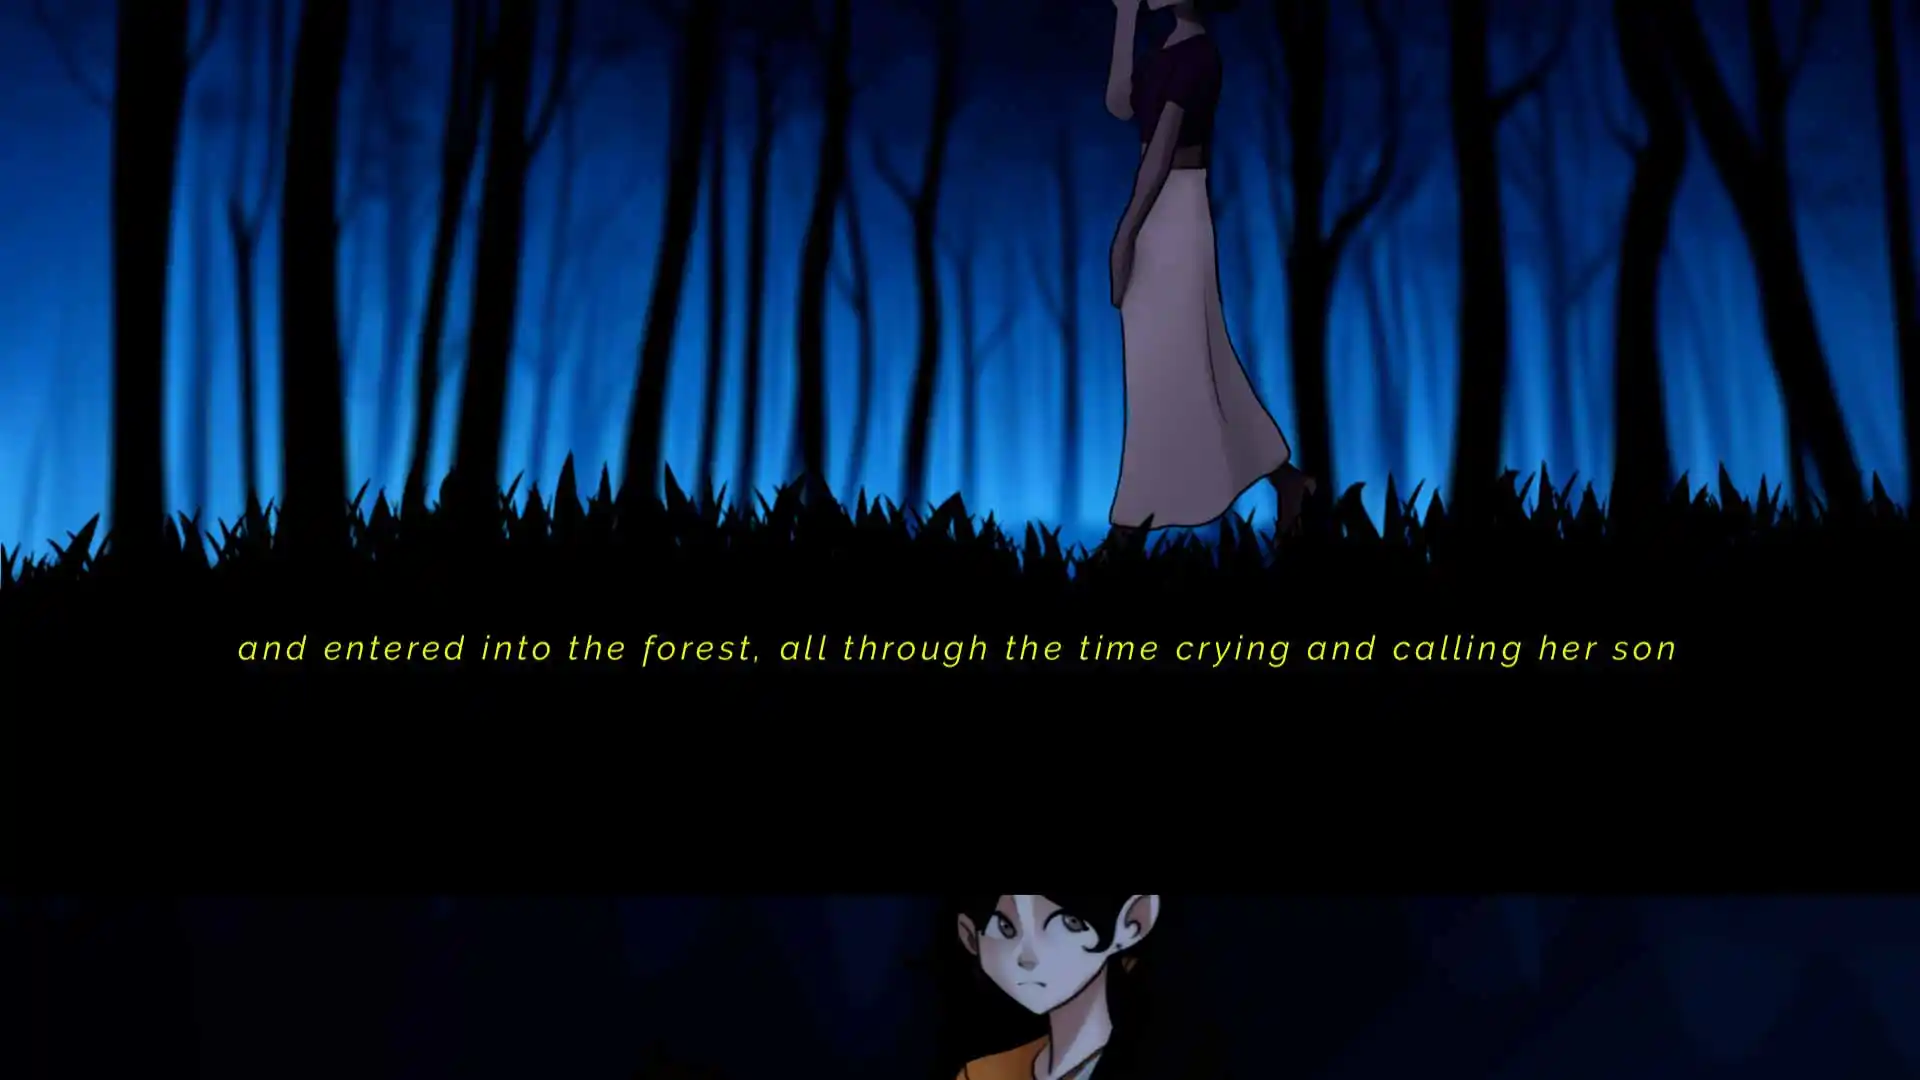 and entered into the forest, all through the time crying and calling her son